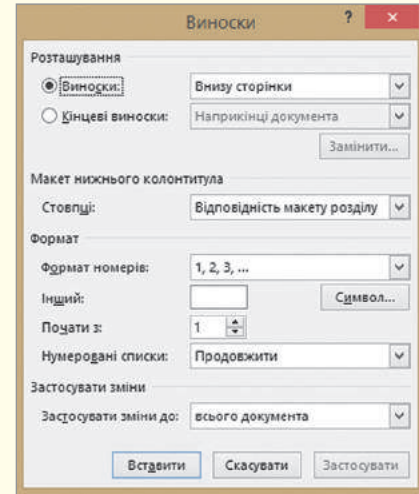 Виноски ? ×
Розташування
Виноски: Внизу сторінки
Кінцеві виноски: Наприкінці документа
Замінити...
Макет нижнього колонтитула
Стовпці: Відповідність макету розділу
Формат
Формат номерів: 1, 2, 3, ...
Інший: Символ...
Почати з: 1
Нумеровані списки: Продовжити
Застосувати зміни
Застосувати зміни до: всього документа
Вставити Скасувати Застосувати